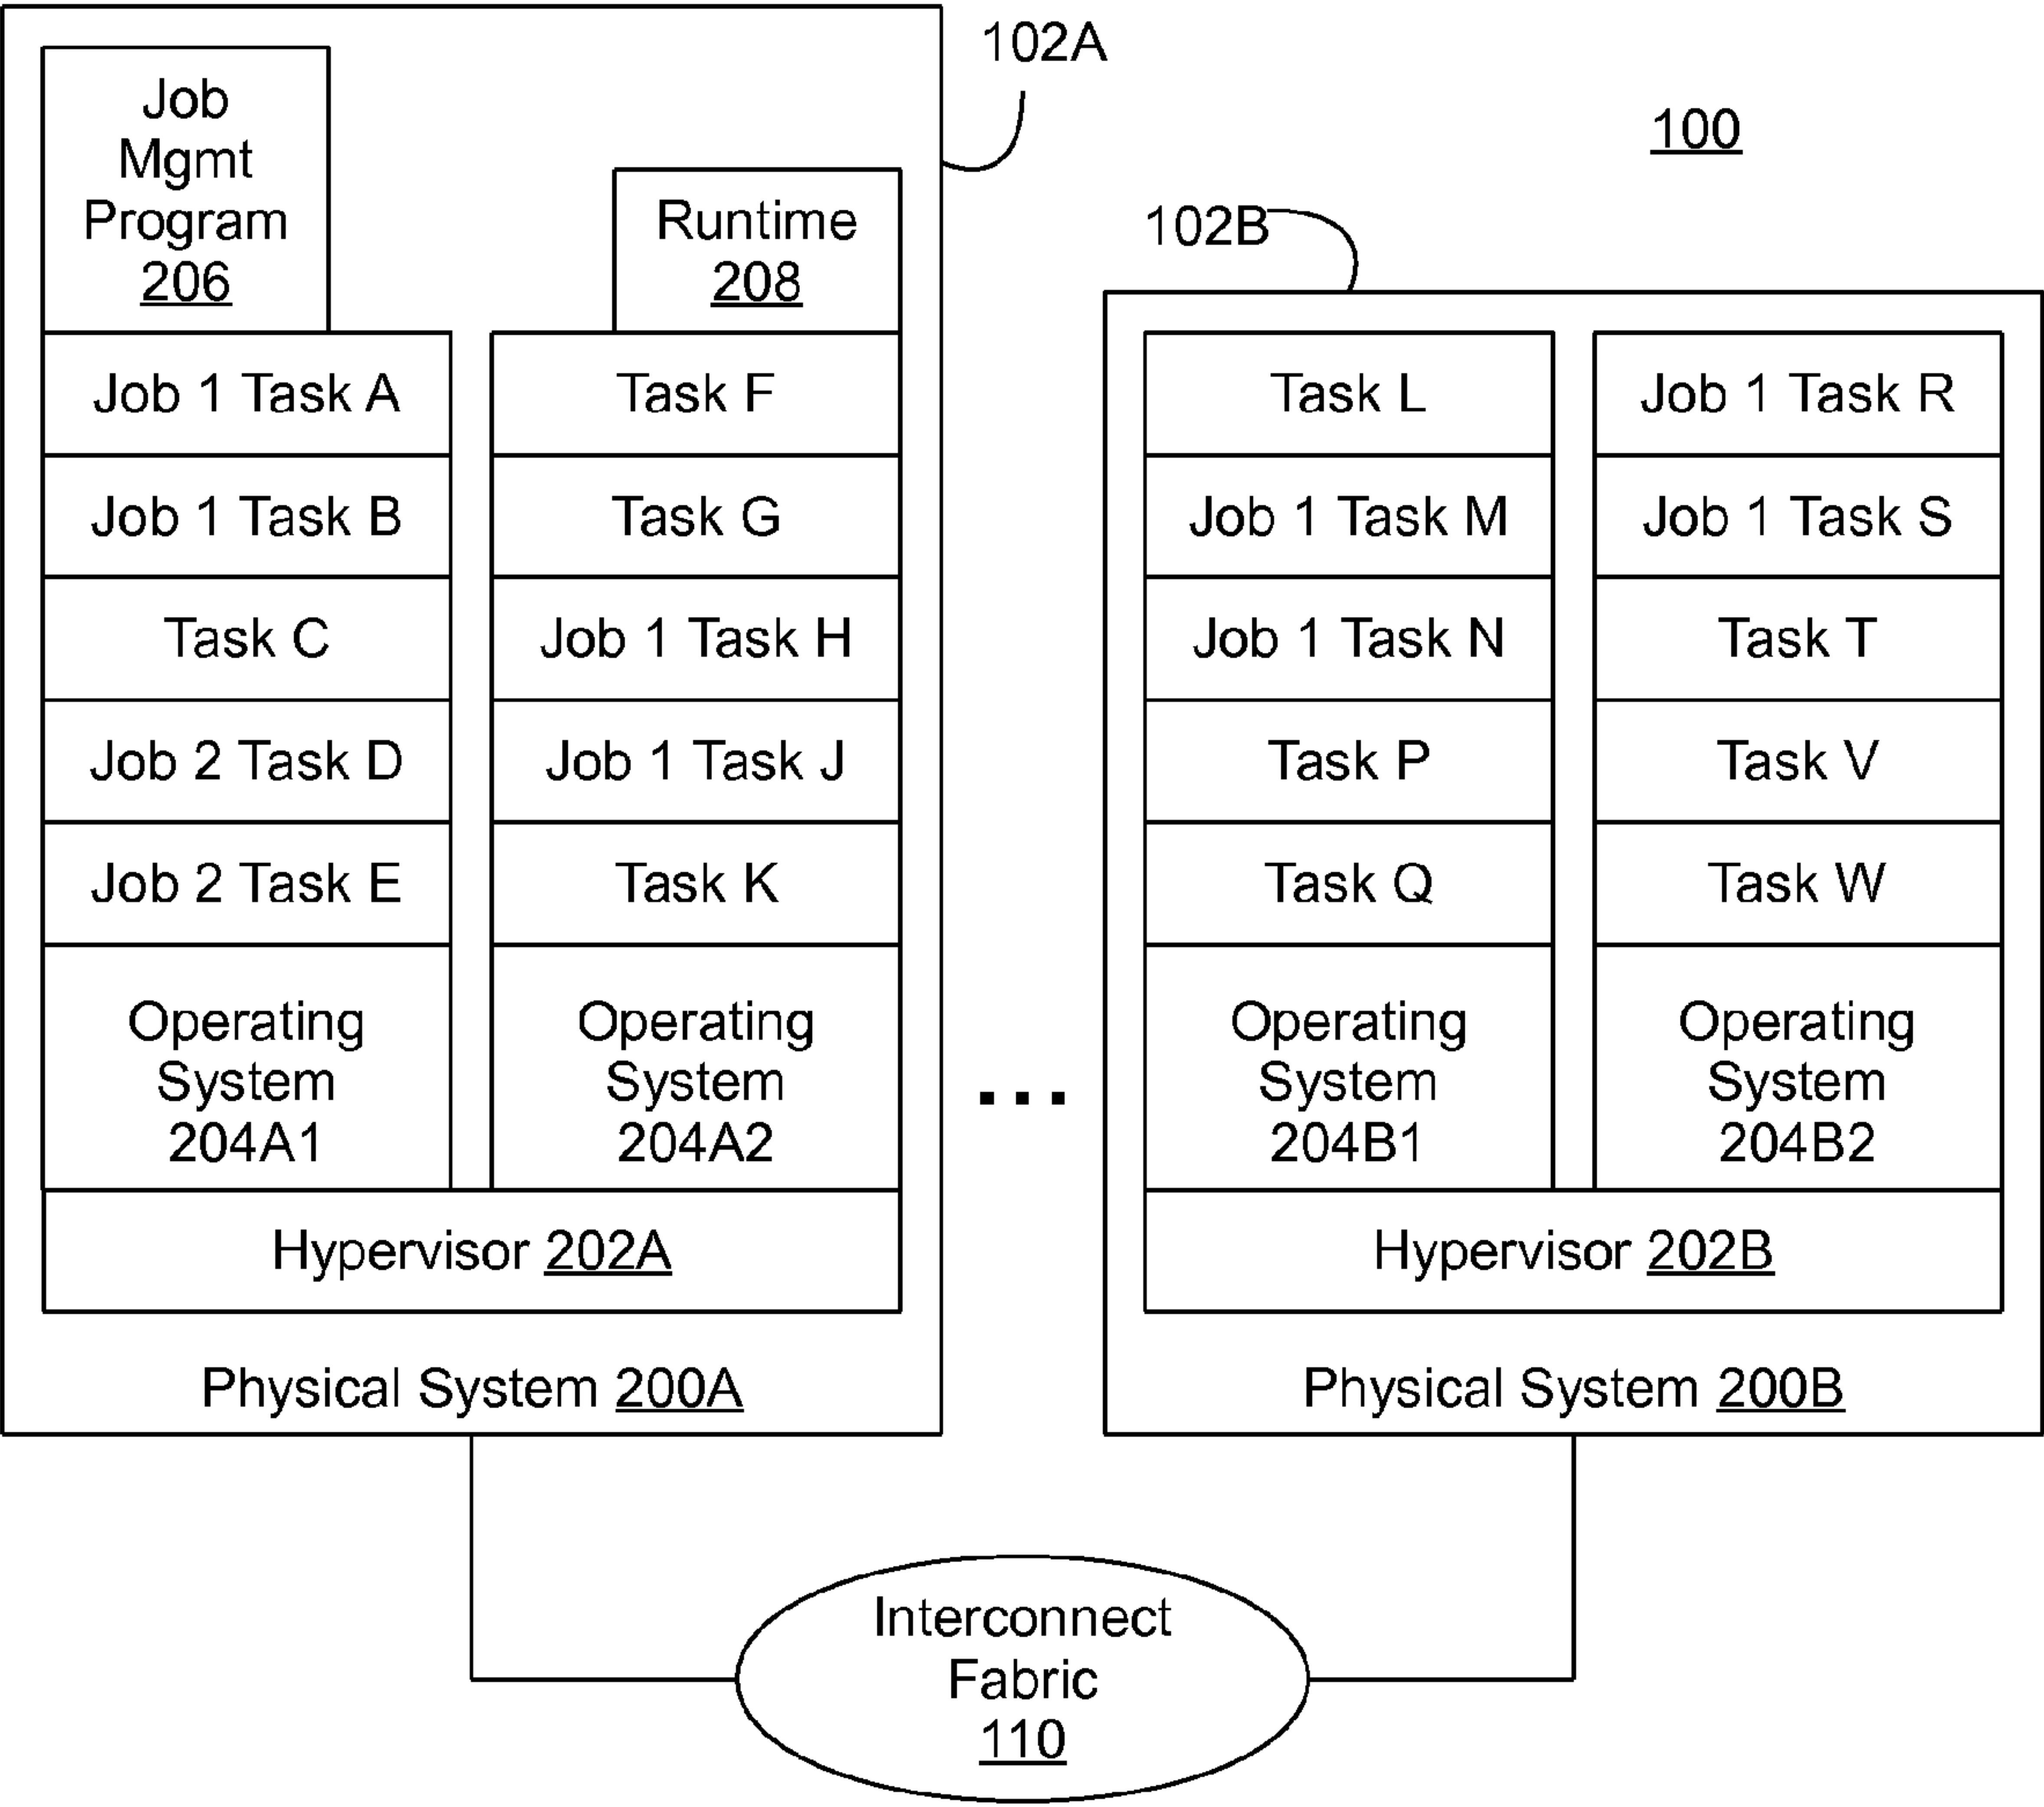 102A
100
102B
Job
Mgmt
Program
206
Runtime
208
Job 1 Task A
Job 1 Task B
Task C
Job 2 Task D
Job 2 Task E
Operating
System
204A1
Task F
Task G
Job 1 Task H
Job 1 Task J
Task K
Operating
System
204A2
Hypervisor 202A
Physical System 200A
...
Task L
Job 1 Task M
Job 1 Task N
Task P
Task Q
Operating
System
204B1
Job 1 Task R
Job 1 Task S
Task T
Task V
Task W
Operating
System
204B2
Hypervisor 202B
Physical System 200B
Interconnect
Fabric
110